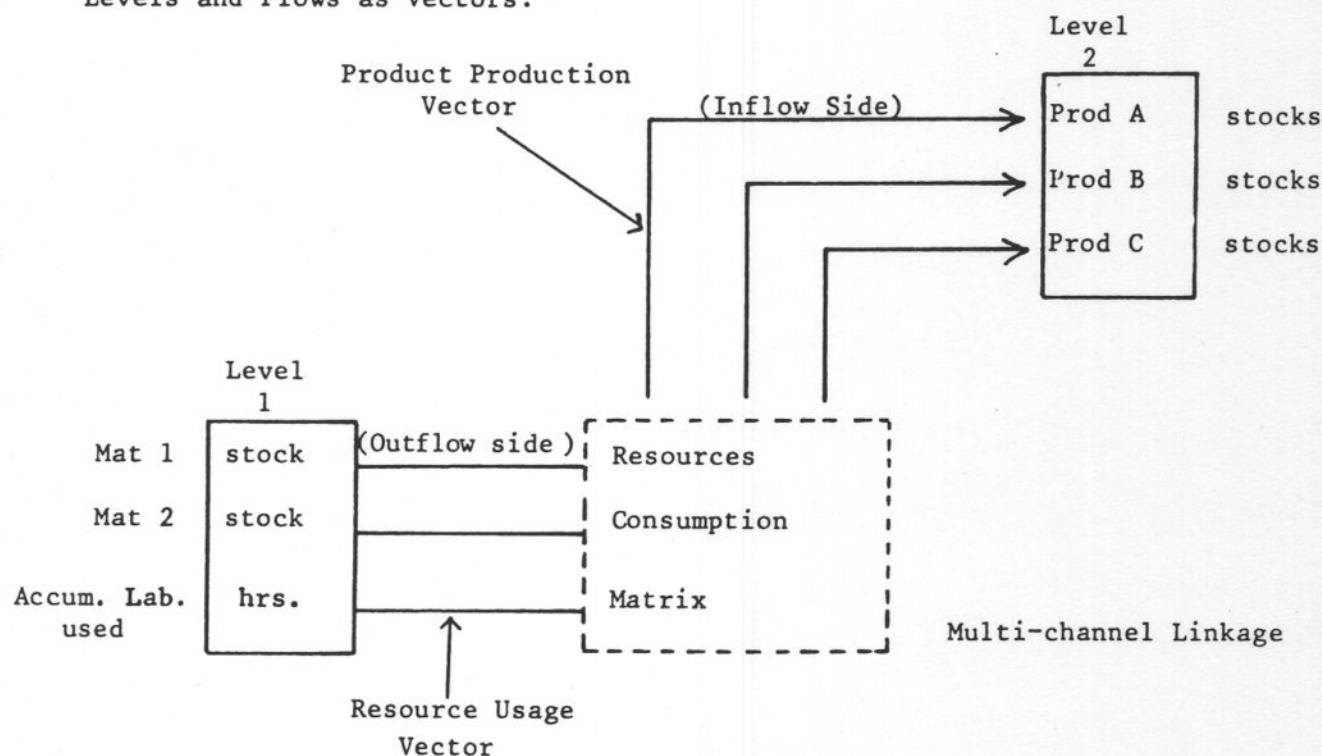 Levels and Flows as Vectors:
Level
2
Product Production
Vector
(Inflow Side)
Prod A stocks
Prod B stocks
Prod C stocks
Level
1
Mat 1 stock (Outflow side) Resources
Mat 2 stock Consumption
Accum. Lab. hrs. Matrix
used
Multi-channel Linkage
Resource Usage
Vector